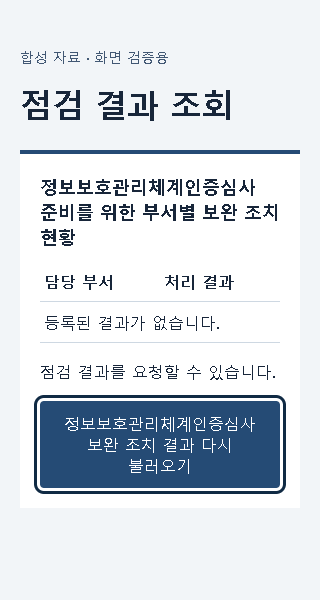 합성 자료 · 화면 검증용
점검 결과 조회
정보보호관리체계인증심사
준비를 위한 부서별 보완 조치
현황
담당 부서 처리 결과
등록된 결과가 없습니다.
점검 결과를 요청할 수 있습니다.
정보보호관리체계인증심사
보완 조치 결과 다시
불러오기